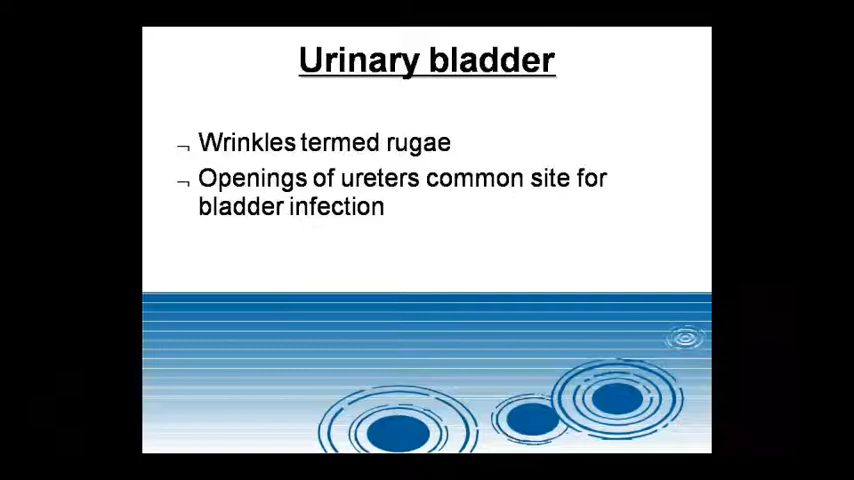 Urinary bladder
¬ Wrinkles termed rugae
¬ Openings of ureters common site for
bladder infection